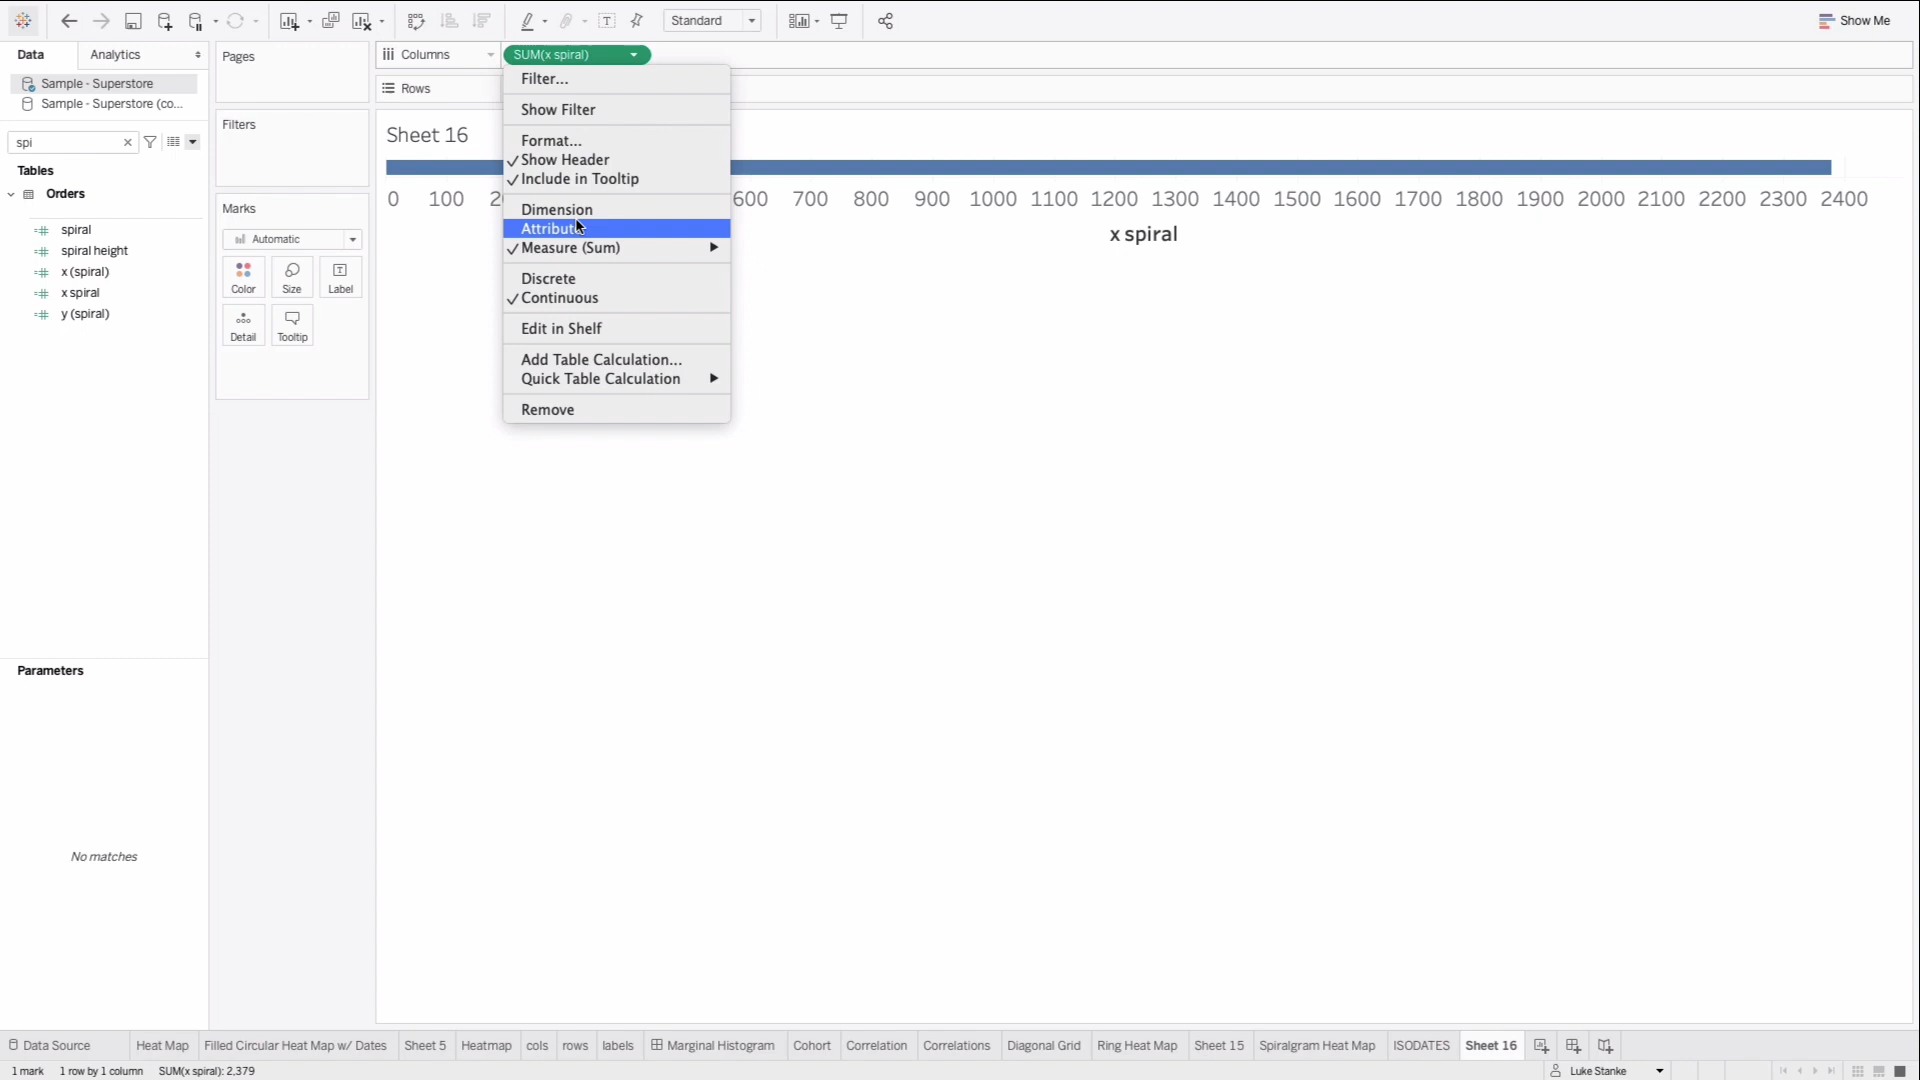 Standard
Show Me
Data
Analytics
Sample - Superstore
Sample - Superstore (co...
spi
Tables
Orders
spiral
spiral height
x (spiral)
x spiral
y (spiral)
Parameters
No matches
Pages
Filters
Marks
Automatic
Color
Size
Label
Detail
Tooltip
Columns
SUM(x spiral)
Rows
Sheet 16
Filter...
Show Filter
Format...
Show Header
Include in Tooltip
Dimension
Measure (Sum)
Discrete
Continuous
Edit in Shelf
Add Table Calculation...
Quick Table Calculation
Remove
0 100 600 700 800 900 1000 1100 1200 1300 1400 1500 1600 1700 1800 1900 2000 2100 2200 2300 2400
x spiral
Data Source Heat Map Filled Circular Heat Map w/ Dates Sheet 5 Heatmap cols rows labels Marginal Histogram Cohort Correlation Correlations Diagonal Grid Ring Heat Map Sheet 15 Spiralgram Heat Map ISODATES Sheet 16
1 mark 1 row by 1 column SUM(x spiral): 2,379 Luke Stanke